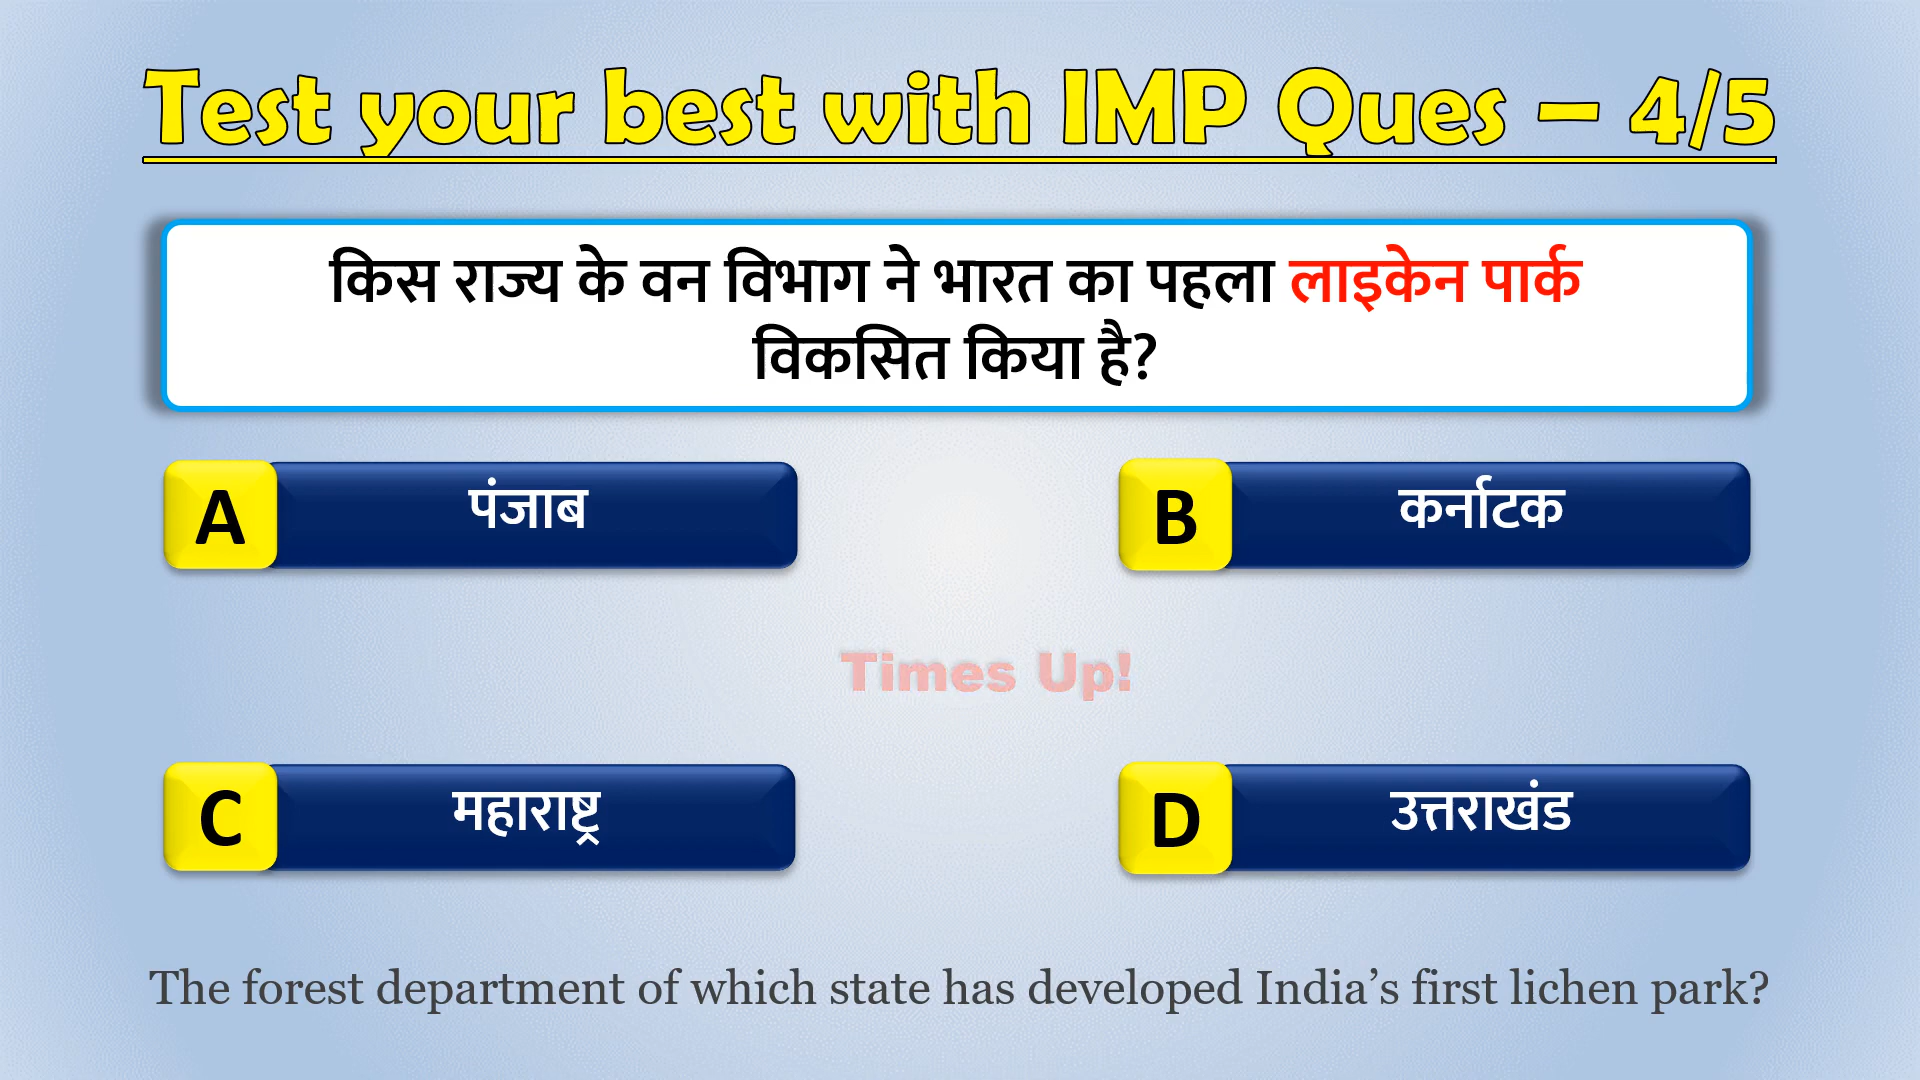 Test your best with IMP Ques – 4/5
किस राज्य के वन विभाग ने भारत का पहला लाइकेन पार्क
विकसित किया है?
A पंजाब
B कर्नाटक
Times Up!
C महाराष्ट्र
D उत्तराखंड
The forest department of which state has developed India’s first lichen park?